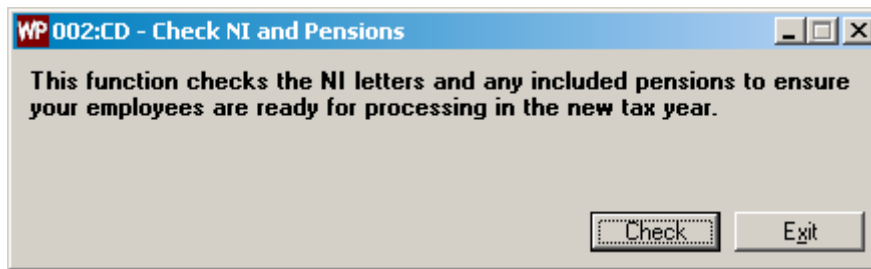 WP 002:CD - Check NI and Pensions
This function checks the NI letters and any included pensions to ensure
your employees are ready for processing in the new tax year.
Check Exit